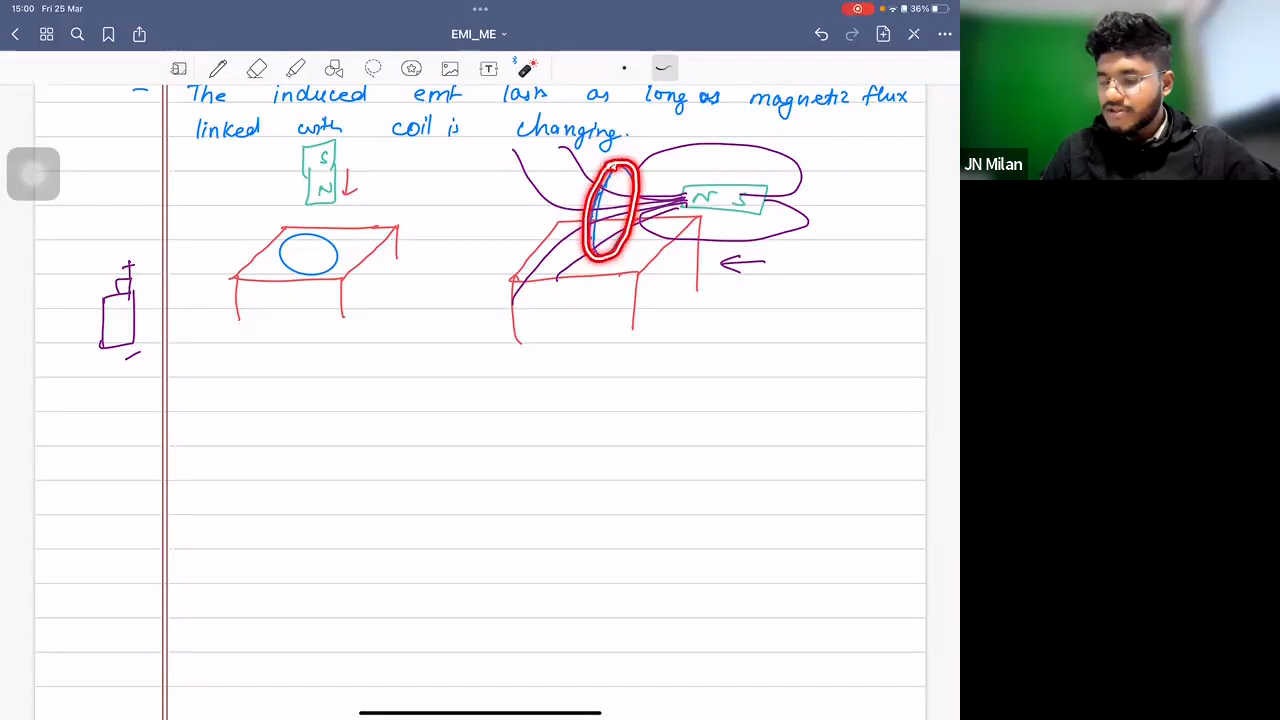 15:00 Fri 25 Mar
36%
EMI_ME
The induced emf lasts as long as magnetic flux
linked with coil is changing.
S
N
N S
JN Milan